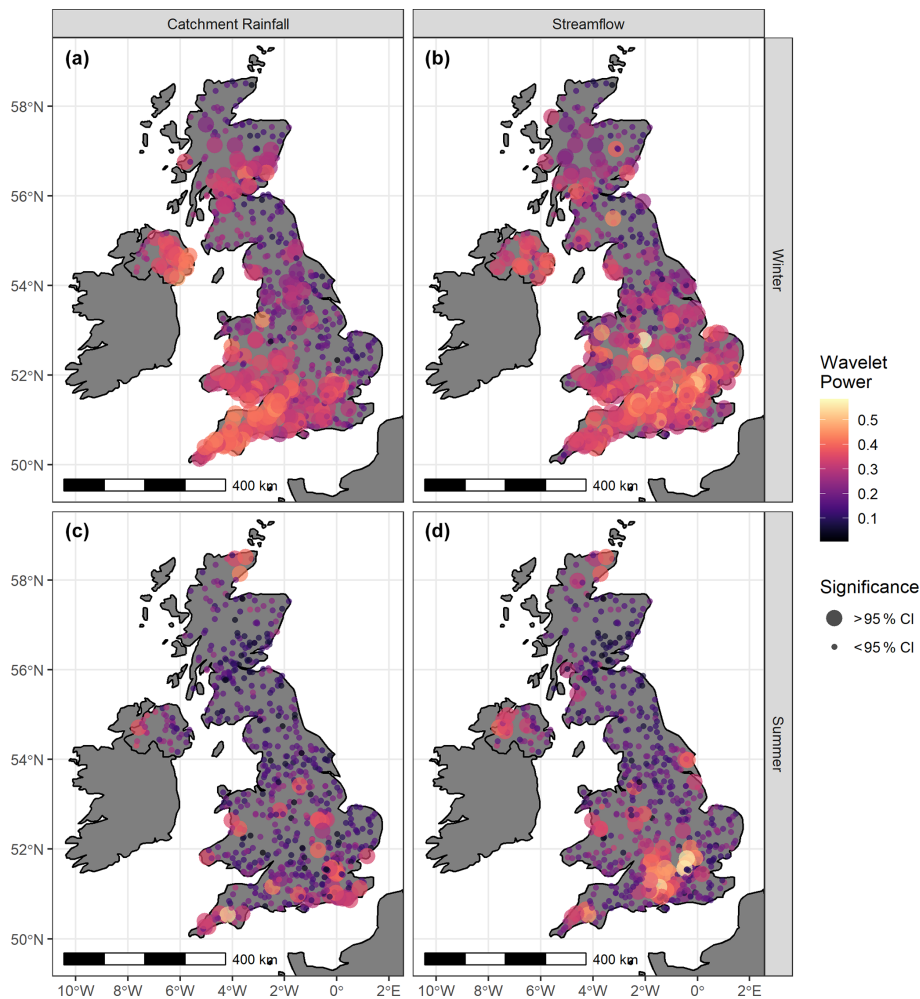 Catchment Rainfall
Streamflow
(a)
(b)
58°N
56°N
54°N
52°N
50°N
400 km
400 km
Winter
(c)
(d)
58°N
56°N
54°N
52°N
50°N
400 km
400 km
Summer
10°W 8°W 6°W 4°W 2°W 0° 2°E
10°W 8°W 6°W 4°W 2°W 0° 2°E
Wavelet
Power
0.5
0.4
0.3
0.2
0.1
Significance
>95 % CI
<95 % CI